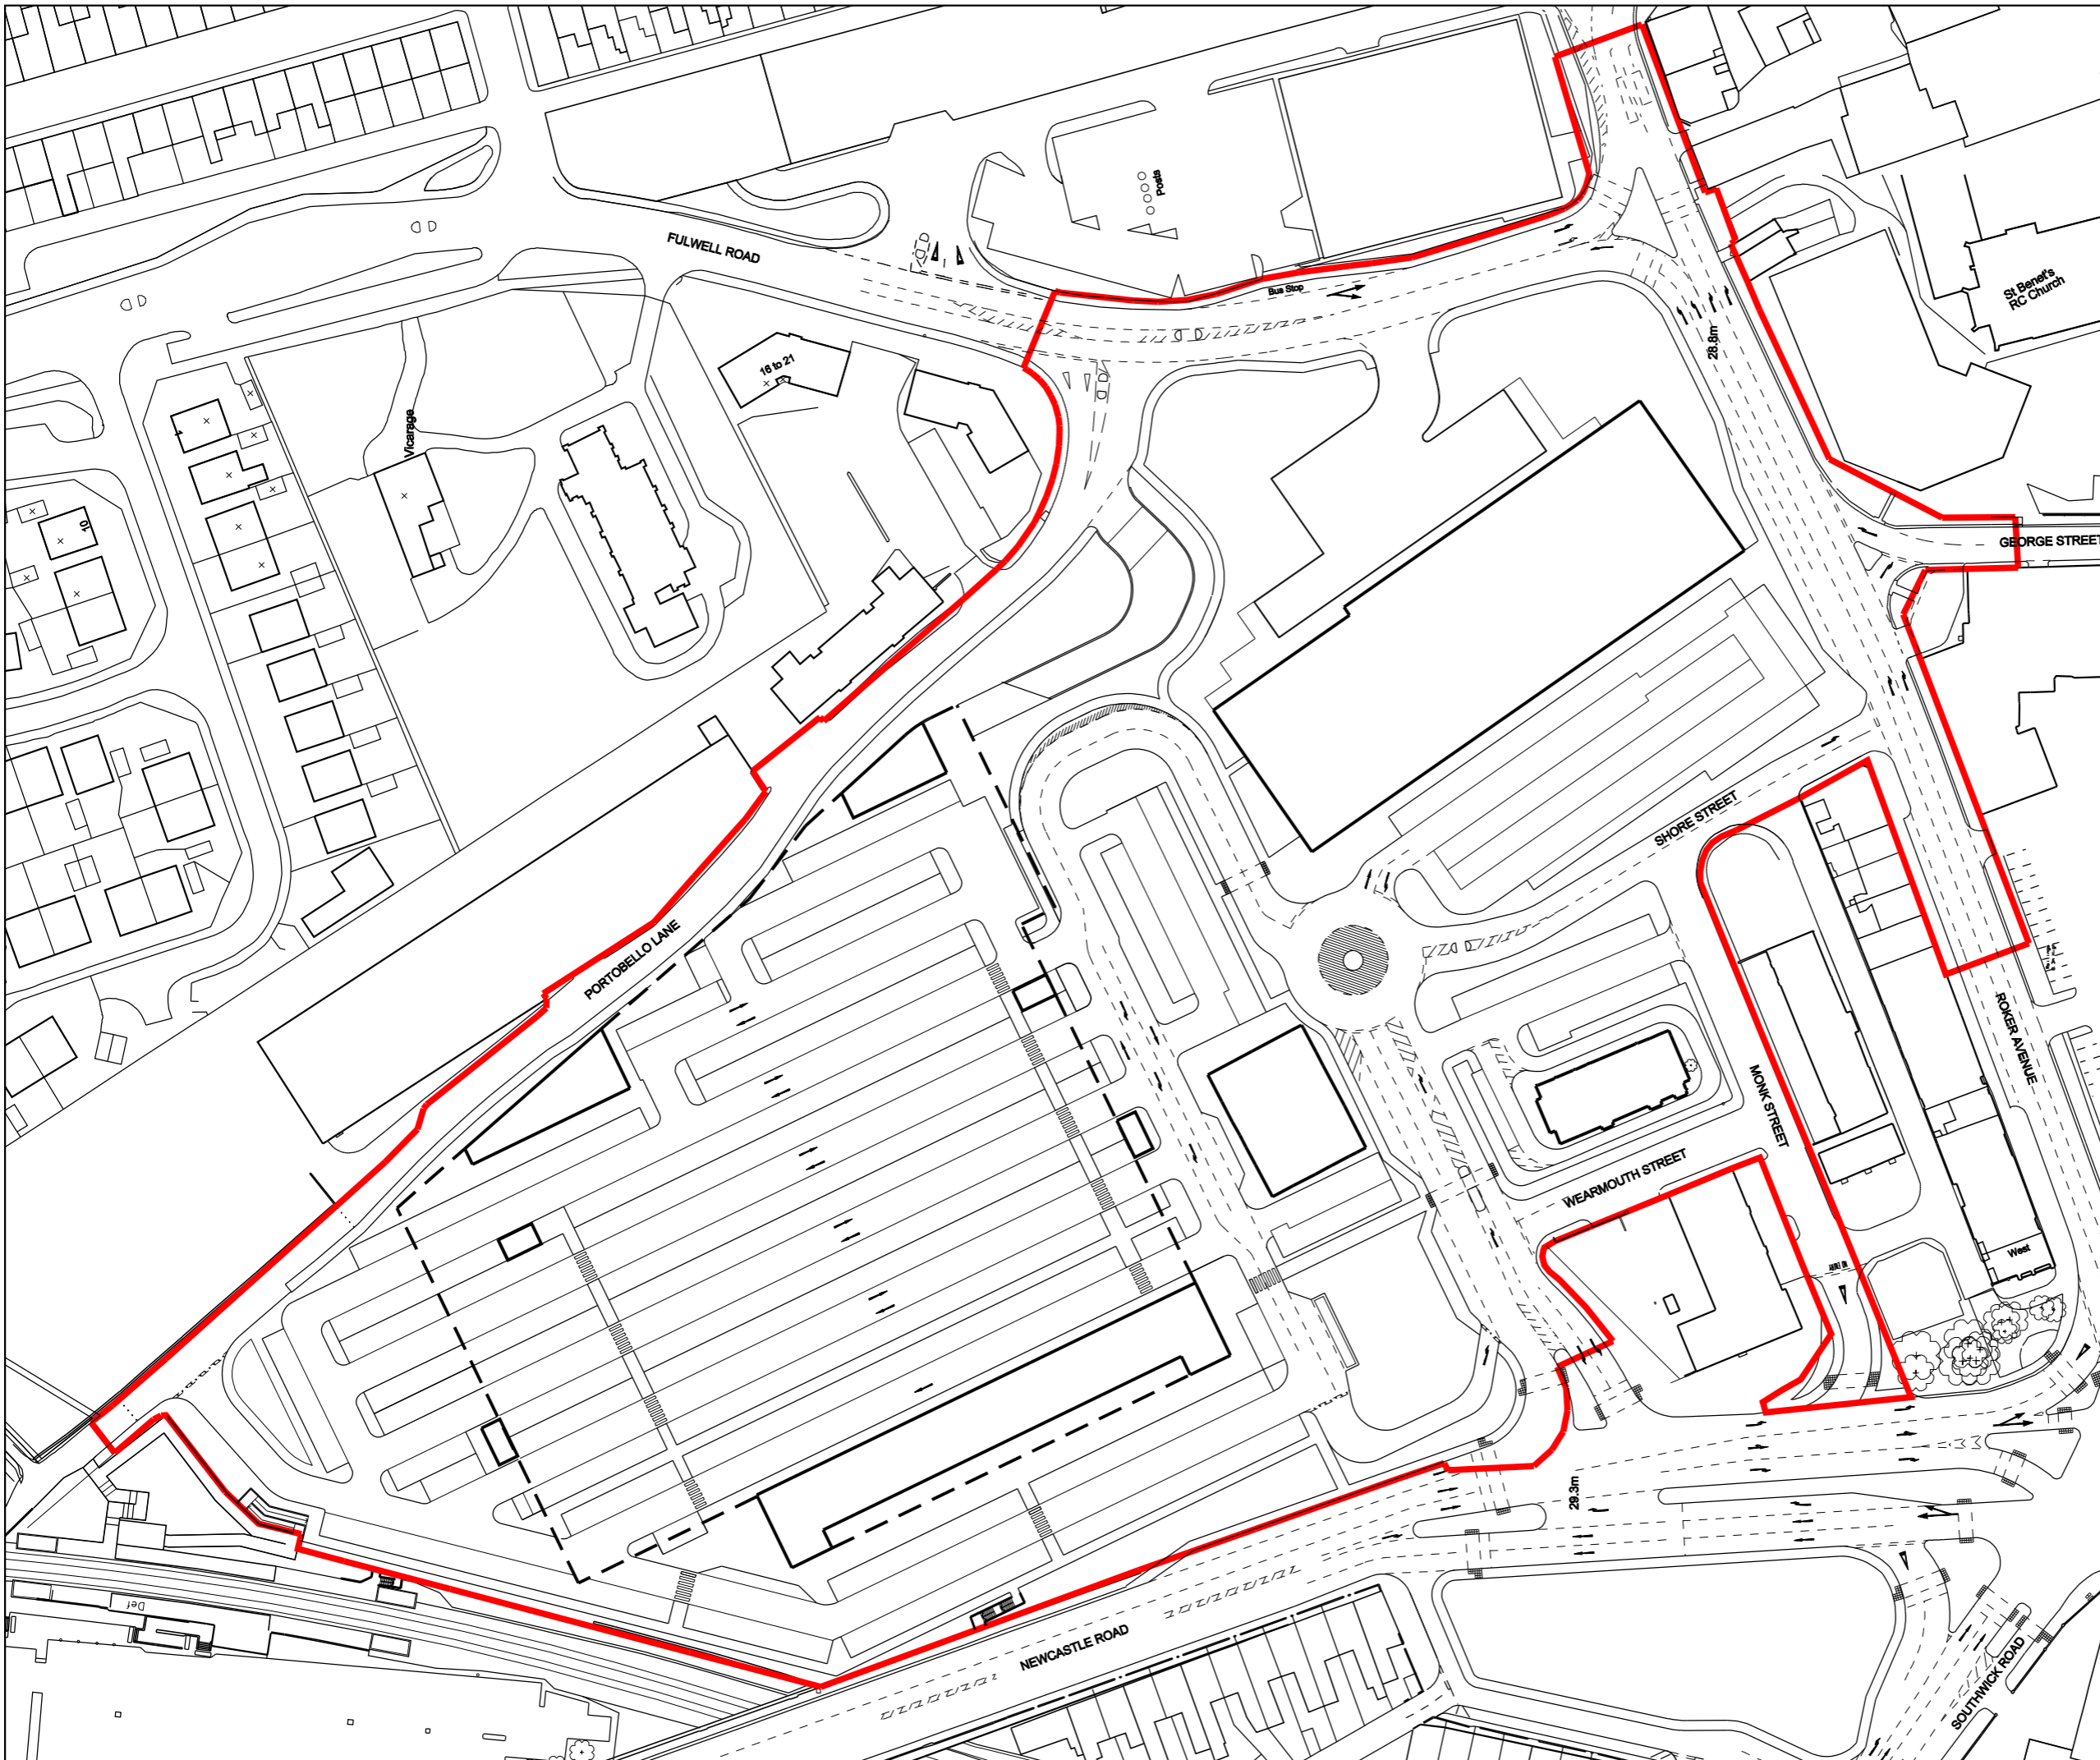 FULWELL ROAD
Posts
Bus Stop
St Benet's
RC Church
28.8m
16 to 21
Vicarage
1
10
GEORGE STREET
SHORE STREET
PORTOBELLO LANE
ROKER AVENUE
MONK STREET
WEARMOUTH STREET
West
29.3m
Def
NEWCASTLE ROAD
SOUTHWICK ROAD